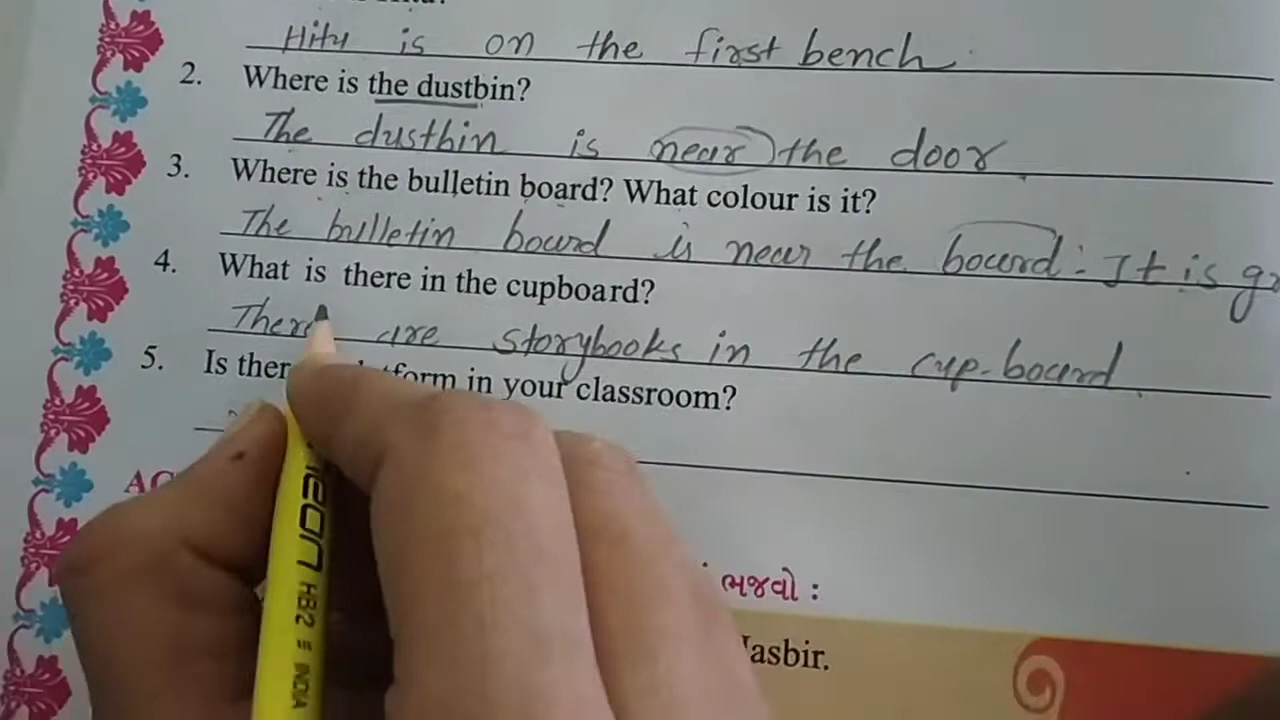 Hitu is on the first bench.
2. Where is the dustbin?
The dustbin is near the door
3. Where is the bulletin board? What colour is it?
The bulletin board is near the board. It is
4. What is there in the cupboard?
There are storybooks in the cup-board
5. Is in your classroom?
ભજવો :
asbir.
HB2 = INDIA